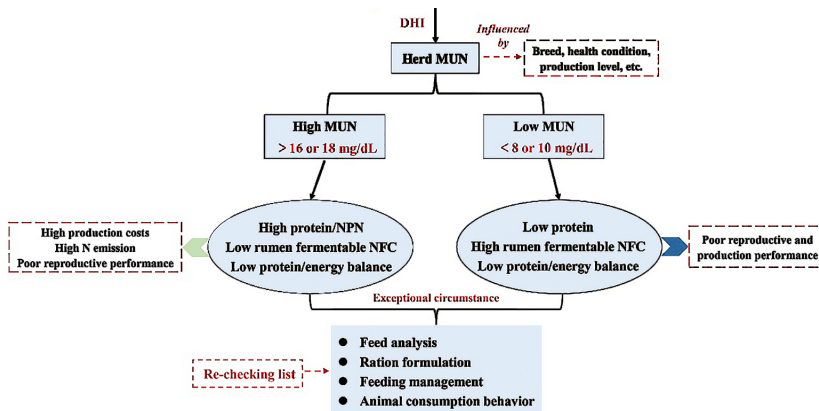 DHI
Influenced
by
Herd MUN
Breed, health condition,
production level, etc.
High MUN
> 16 or 18 mg/dL
Low MUN
< 8 or 10 mg/dL
High production costs
High N emission
Poor reproductive performance
High protein/NPN
Low rumen fermentable NFC
Low protein/energy balance
Low protein
High rumen fermentable NFC
Low protein/energy balance
Poor reproductive and
production performance
Exceptional circumstance
Re-checking list
● Feed analysis
● Ration formulation
● Feeding management
● Animal consumption behavior